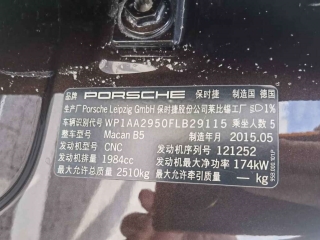 品牌 PORSCHE 保时捷 制造国 德国
生产厂 Porsche Leipzig GmbH 保时捷股份公司莱比锡工厂
车辆识别代号 WP1AA2950FLB29115 乘坐人数 5
整车型号 Macan B5 制造年月 2015.05
发动机型号 CNC 发动机序列号 121252
发动机排量 1984cc 发动机最大净功率 174kW
最大允许总质量 2510kg 最大允许牵引质量 — kg